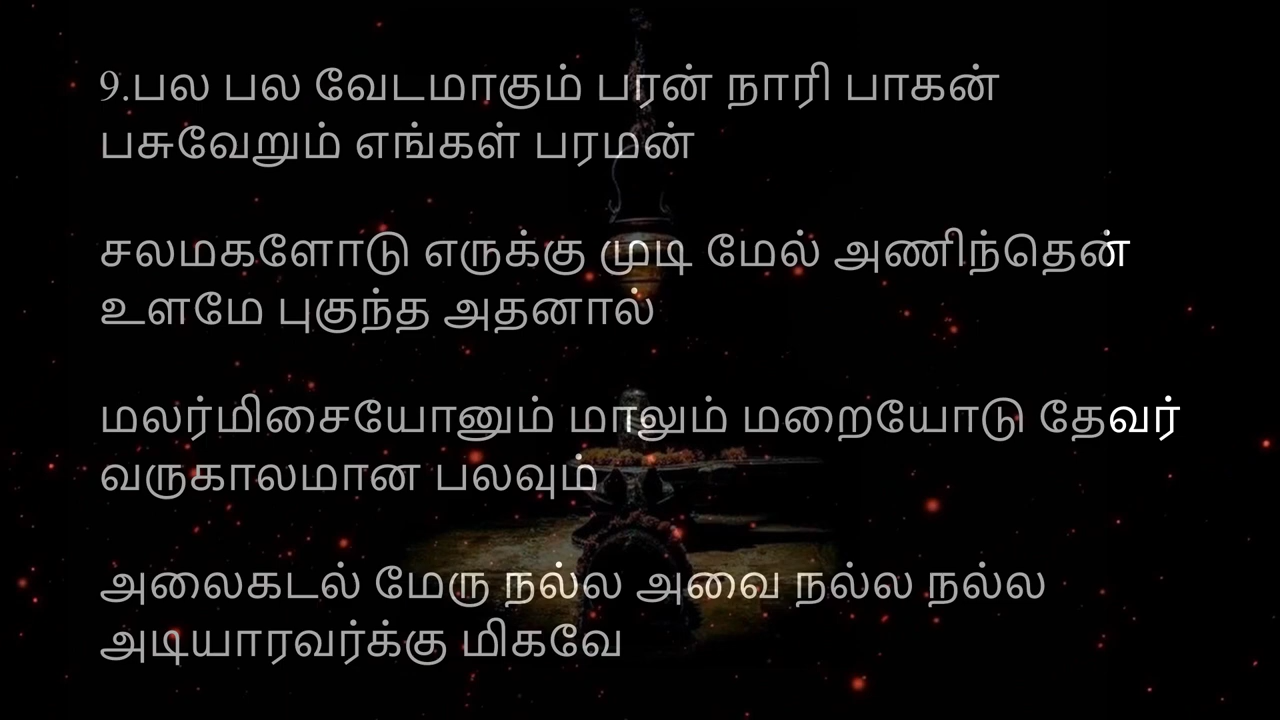 9.பல பல வேடமாகும் பரன் நாரி பாகன்
பசுவேறும் எங்கள் பரமன்
சலமகளோடு எருக்கு முடி மேல் அணிந்தென்
உளமே புகுந்த அதனால்
மலர்மிசையோனும் மாலும் மறையோடு தேவர்
வருகாலமான பலவும்
அலைகடல் மேரு நல்ல அவை நல்ல நல்ல
அடியாரவர்க்கு மிகவே